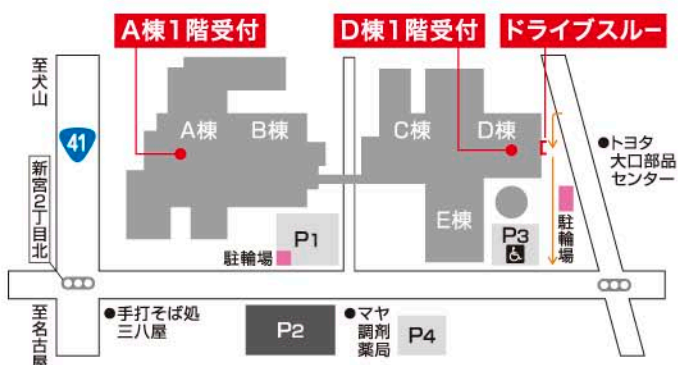 A棟1階受付
D棟1階受付
ドライブスルー
至犬山
41
新宮2丁目北
至名古屋
A棟
B棟
C棟
D棟
E棟
P1
駐輪場
P3
駐輪場
●トヨタ
大口部品
センター
●手打そば処
三八屋
P2
●マヤ
調剤
薬局
P4